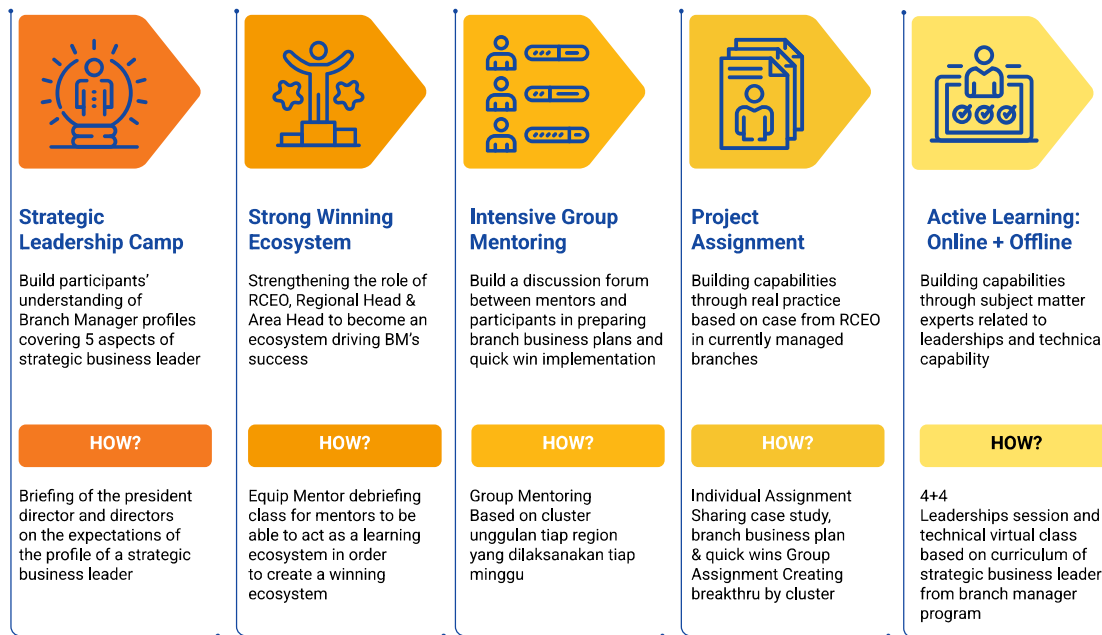 Strategic
Leadership Camp
Build participants’
understanding of
Branch Manager profiles
covering 5 aspects of
strategic business leader
HOW?
Briefing of the president
director and directors
on the expectations of
the profile of a strategic
business leader
Strong Winning
Ecosystem
Strengthening the role of
RCEO, Regional Head &
Area Head to become an
ecosystem driving BM’s
success
HOW?
Equip Mentor debriefing
class for mentors to be
able to act as a learning
ecosystem in order
to create a winning
ecosystem
Intensive Group
Mentoring
Build a discussion forum
between mentors and
participants in preparing
branch business plans and
quick win implementation
HOW?
Group Mentoring
Based on cluster
unggulan tiap region
yang dilaksanakan tiap
minggu
Project
Assignment
Building capabilities
through real practice
based on case from RCEO
in currently managed
branches
HOW?
Individual Assignment
Sharing case study,
branch business plan
& quick wins Group
Assignment Creating
breakthru by cluster
Active Learning:
Online + Offline
Building capabilities
through subject matter
experts related to
leaderships and technica
capability
HOW?
4+4
Leaderships session and
technical virtual class
based on curriculum of
strategic business leader
from branch manager
program